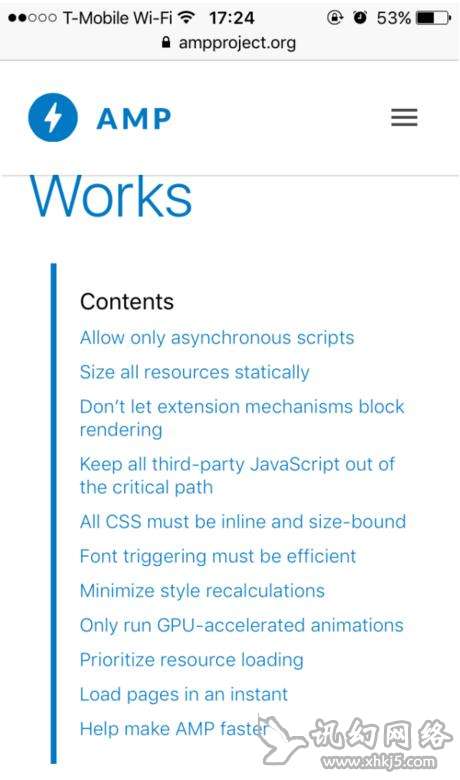 T-Mobile Wi-Fi 17:24 53%
ampproject.org
AMP
Works
Contents
Allow only asynchronous scripts
Size all resources statically
Don’t let extension mechanisms block
rendering
Keep all third-party JavaScript out of
the critical path
All CSS must be inline and size-bound
Font triggering must be efficient
Minimize style recalculations
Only run GPU-accelerated animations
Prioritize resource loading
Load pages in an instant
Help make AMP faster
讯幻网络
www.xhkj5.com